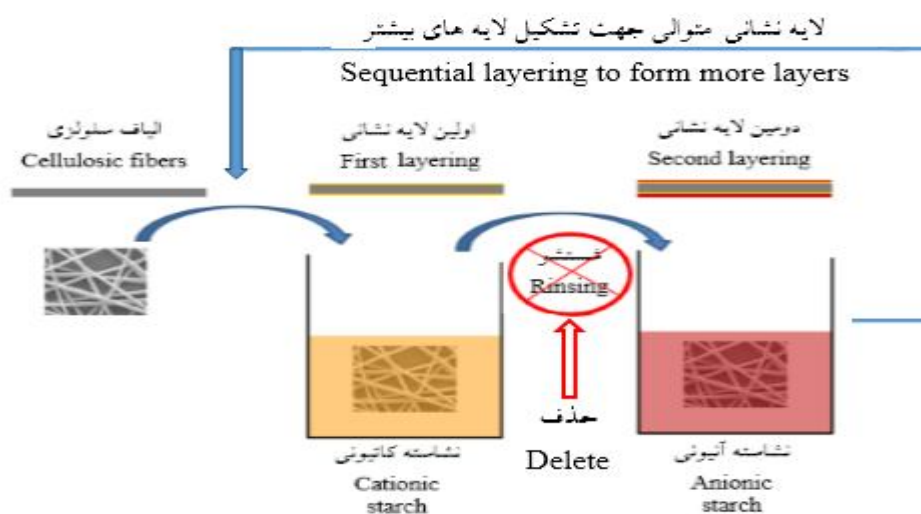 لایه نشانی متوالی جهت تشکیل لایه های بیشتر
Sequential layering to form more layers
الیاف سلولزی
Cellulosic fibers
اولین لایه نشانی
First layering
دومین لایه نشانی
Second layering
شستشو
Rinsing
حذف
Delete
نشاسته کاتیونی
Cationic
starch
نشاسته آنیونی
Anionic
starch